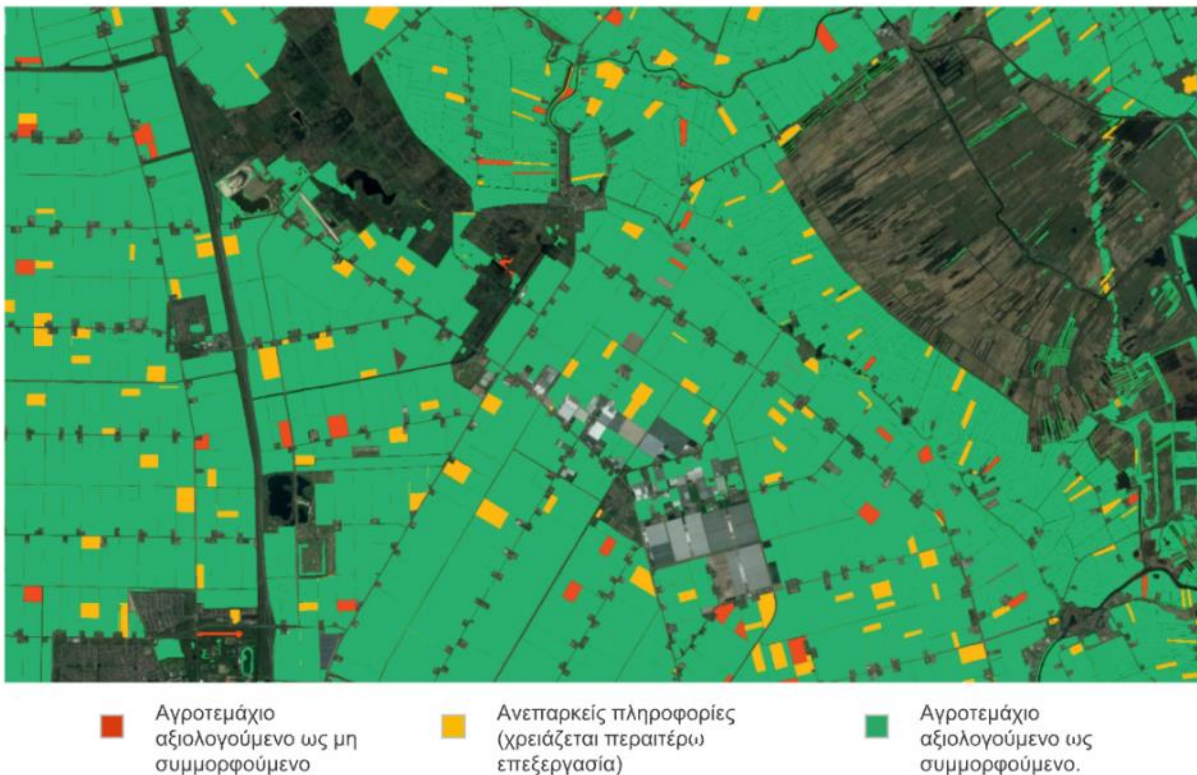 Αγροτεμάχιο
αξιολογούμενο ως μη
συμμορφούμενο
Ανεπαρκείς πληροφορίες
(χρειάζεται περαιτέρω
επεξεργασία)
Αγροτεμάχιο
αξιολογούμενο ως
συμμορφούμενο.